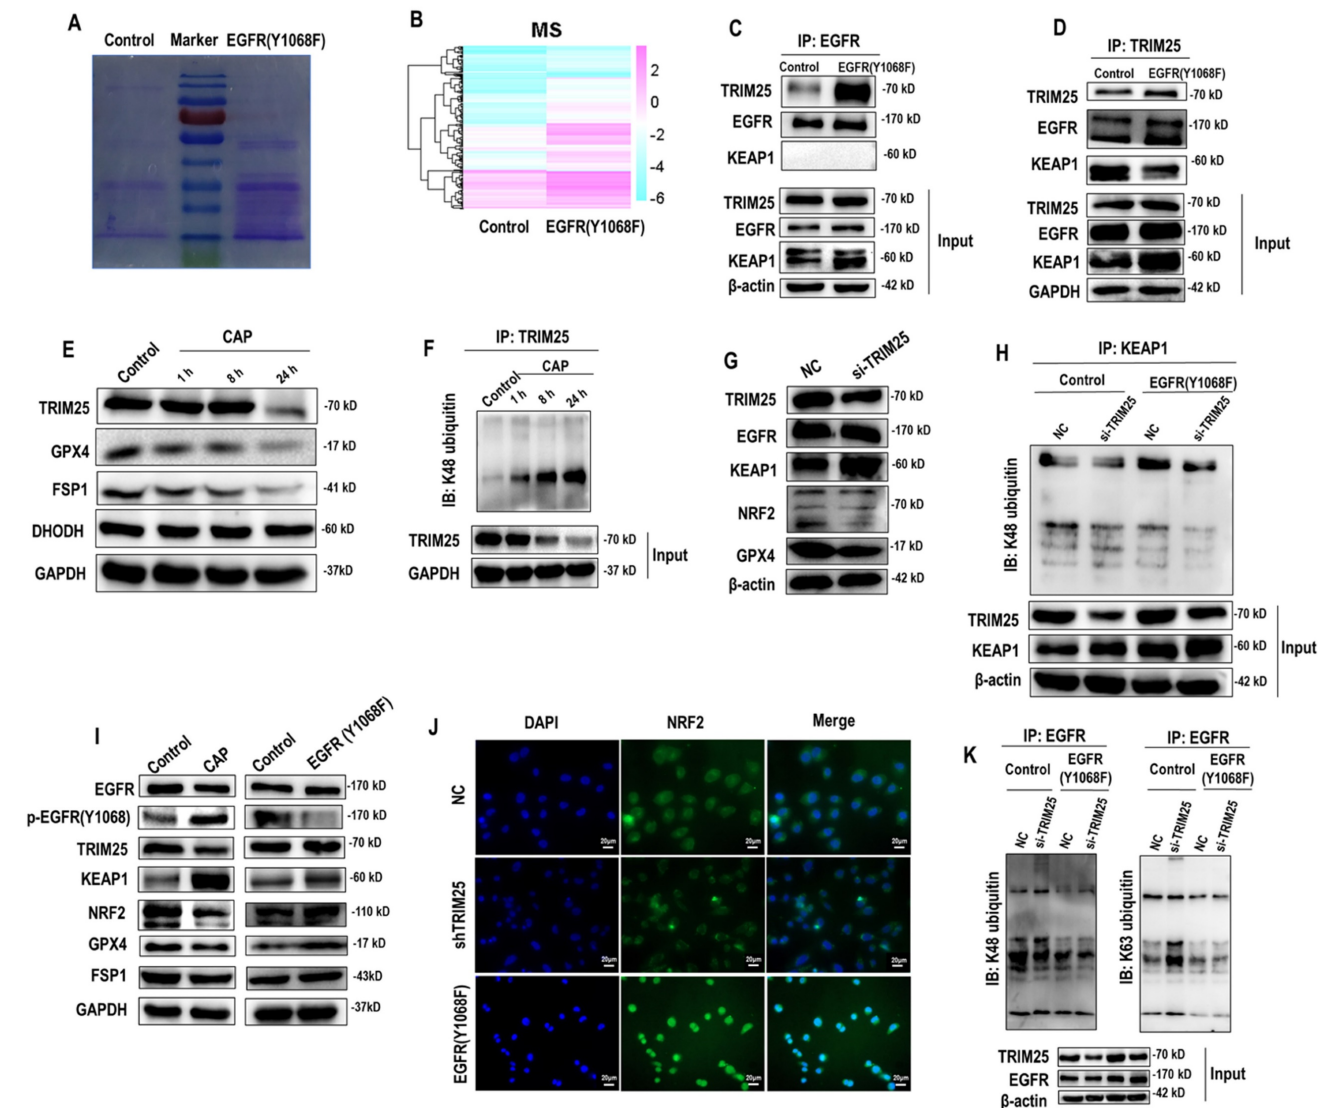 A
Control Marker EGFR(Y1068F)
B
MS
2
0
-2
-4
-6
Control EGFR(Y1068F)
C
IP: EGFR
Control EGFR(Y1068F)
TRIM25 -70 kD
EGFR -170 kD
KEAP1 -60 kD
TRIM25 -70 kD
EGFR -170 kD
KEAP1 -60 kD
β-actin -42 kD
Input
D
IP: TRIM25
Control EGFR(Y1068F)
TRIM25 -70 kD
EGFR -170 kD
KEAP1 -60 kD
TRIM25 -70 kD
EGFR -170 kD
KEAP1 -60 kD
GAPDH -42 kD
Input
E
CAP
Control 1 h 8 h 24 h
TRIM25 -70 kD
GPX4 -17 kD
FSP1 -41 kD
DHODH -60 kD
GAPDH -37kD
F
IP: TRIM25
CAP
Control 1 h 8 h 24 h
IB: K48 ubiquitin
TRIM25 -70 kD
GAPDH -37 kD
Input
G
NC si-TRIM25
TRIM25 -70 kD
EGFR -170 kD
KEAP1 -60 kD
NRF2 -70 kD
GPX4 -17 kD
β-actin -42 kD
H
IP: KEAP1
Control EGFR(Y1068F)
NC si-TRIM25 NC si-TRIM25
IB: K48 ubiquitin
TRIM25 -70 kD
KEAP1 -60 kD
β-actin -42 kD
Input
I
Control CAP Control EGFR (Y1068F)
EGFR -170 kD
p-EGFR(Y1068) -170 kD
TRIM25 -70 kD
KEAP1 -60 kD
NRF2 -110 kD
GPX4 -17 kD
FSP1 -43kD
GAPDH -37kD
J
DAPI NRF2 Merge
NC
20μm 20μm 20μm
shTRIM25
20μm 20μm 20μm
EGFR(Y1068F)
20μm 20μm 20μm
K
IP: EGFR IP: EGFR
Control EGFR (Y1068F) Control EGFR (Y1068F)
NC si-TRIM25 NC si-TRIM25 NC si-TRIM25 NC si-TRIM25
IB: K48 ubiquitin IB: K63 ubiquitin
TRIM25 -70 kD
EGFR -170 kD
β-actin -42 kD
Input